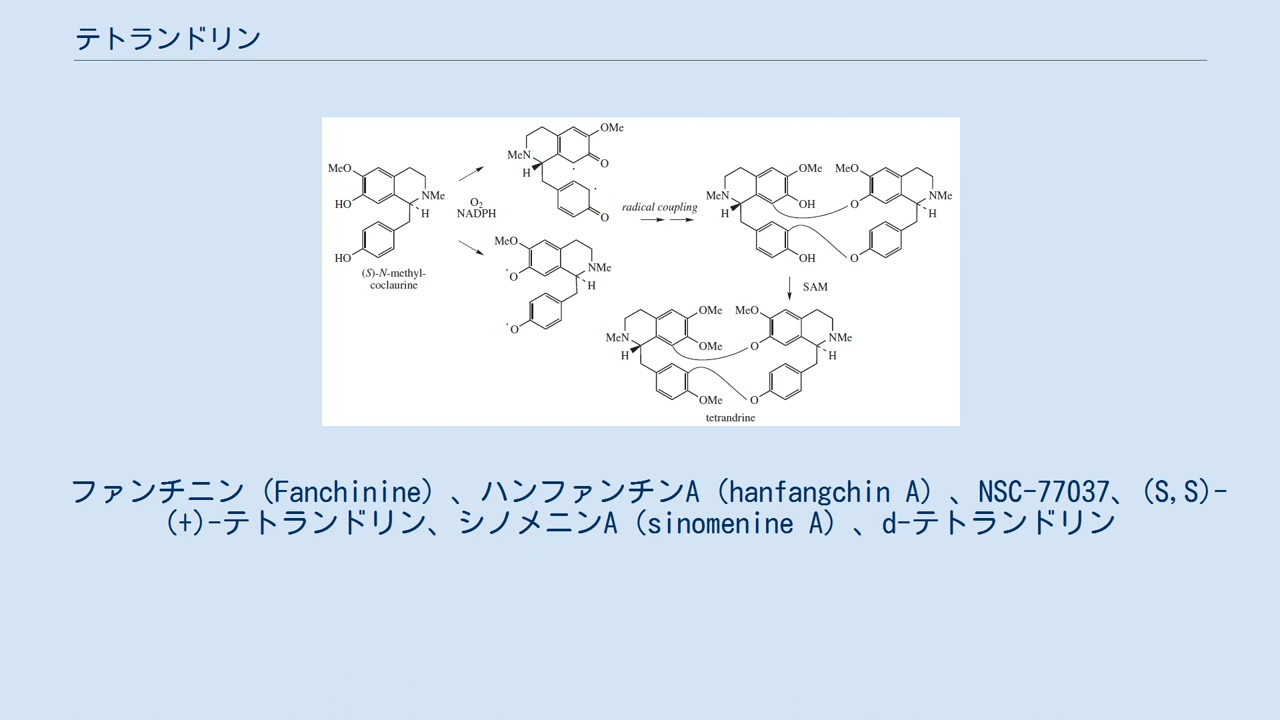 テトランドリン
MeO
HO
NMe
H
HO
(S)-N-methyl-
coclaurine
O2
NADPH
OMe
MeN
H
O
O
MeO
O
NMe
H
O
radical coupling
OMe
MeN
OH
H
OH
MeO
O
NMe
H
O
SAM
OMe
MeN
OMe
H
OMe
MeO
O
NMe
H
O
tetrandrine
ファンチニン（Fanchinine）、ハンファンチンA（hanfangchin A）、NSC-77037、(S,S)-
(+)-テトランドリン、シノメニンA（sinomenine A）、d-テトランドリン